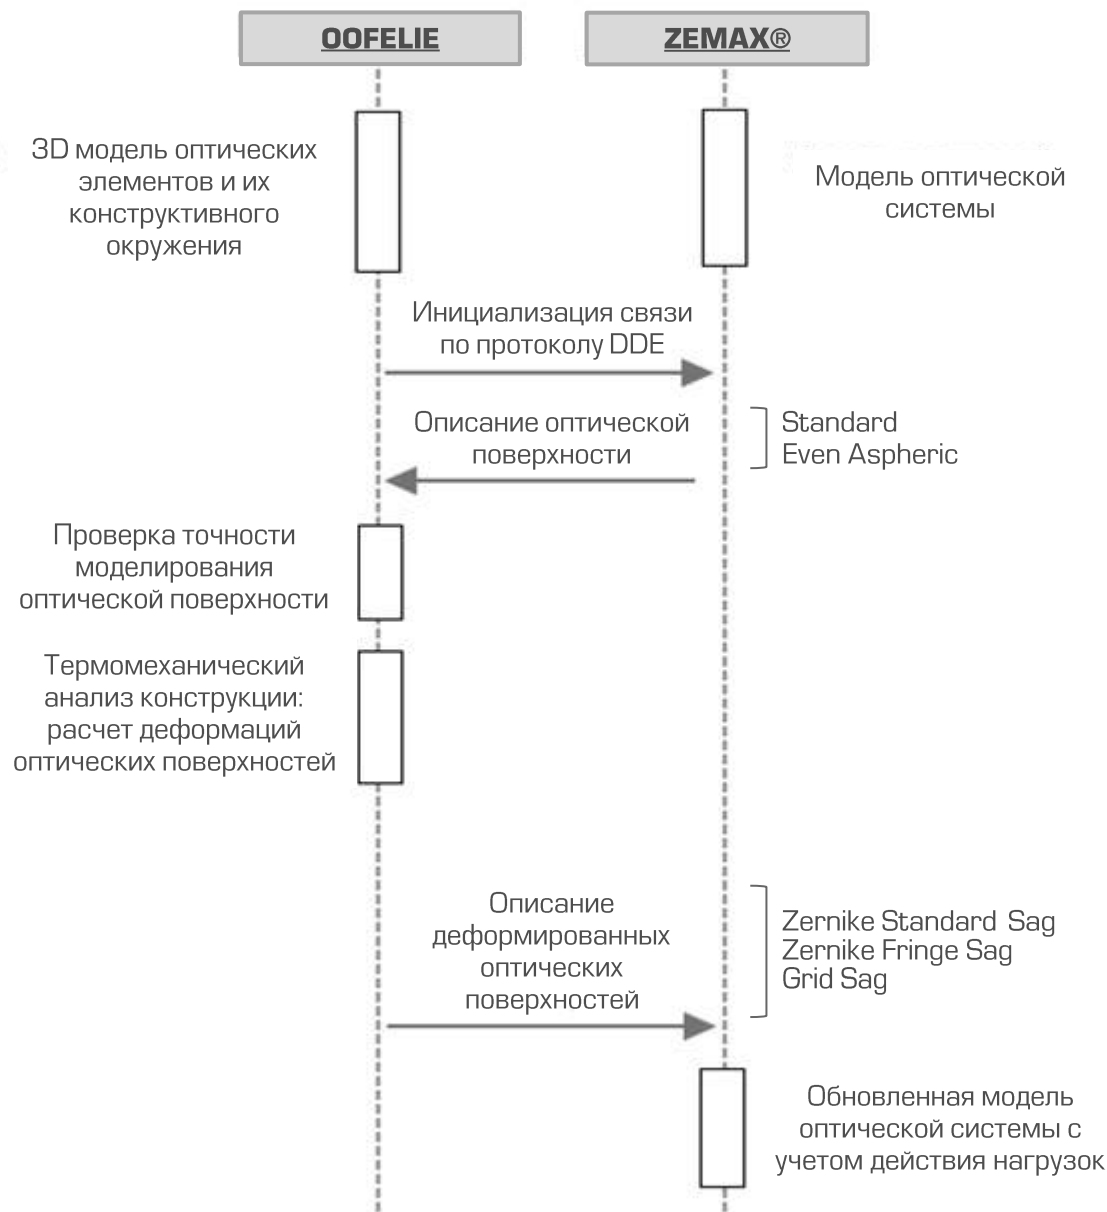 OOFELIE
ZEMAX®
3D модель оптических
элементов и их
конструктивного
окружения
Модель оптической
системы
Инициализация связи
по протоколу DDE
Описание оптической
поверхности
Standard
Even Aspheric
Проверка точности
моделирования
оптической поверхности
Термомеханический
анализ конструкции:
расчет деформаций
оптических поверхностей
Описание
деформированных
оптических
поверхностей
Zernike Standard Sag
Zernike Fringe Sag
Grid Sag
Обновленная модель
оптической системы с
учетом действия нагрузок